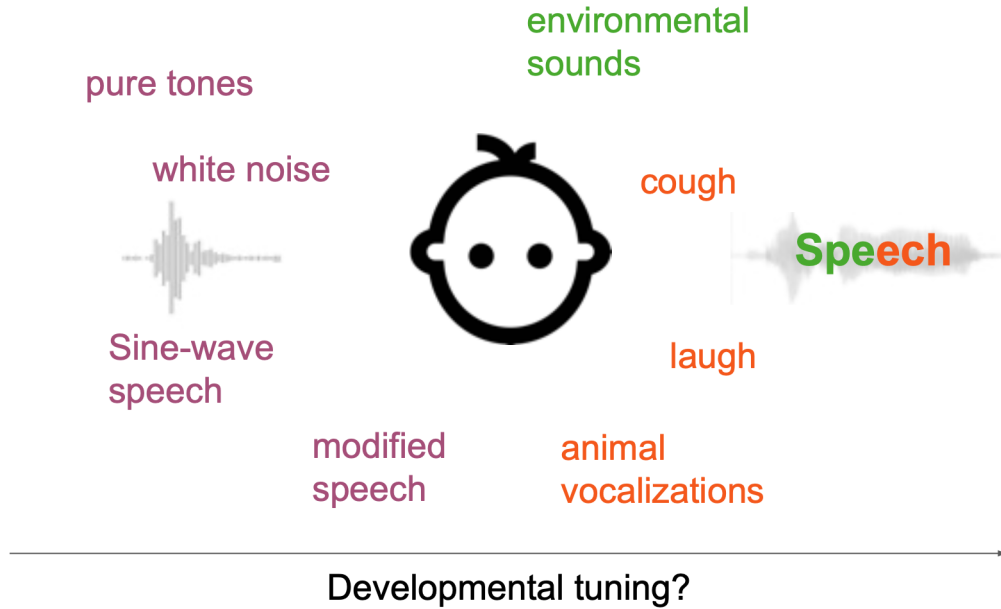 environmental
sounds
pure tones
white noise
cough
Speech
Sine-wave
speech
laugh
modified
speech
animal
vocalizations
Developmental tuning?